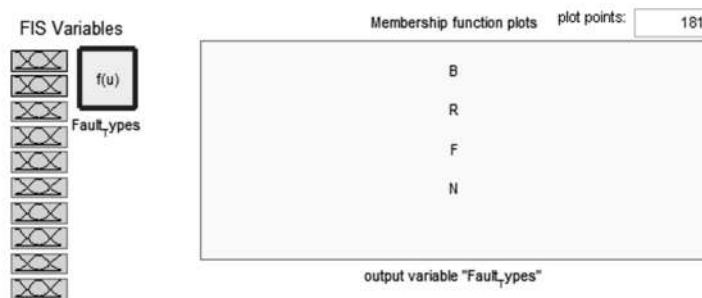 FIS Variables
f(u)
Fault_Types
Membership function plots
plot points:
181
B
R
F
N
output variable "Fault_Types"